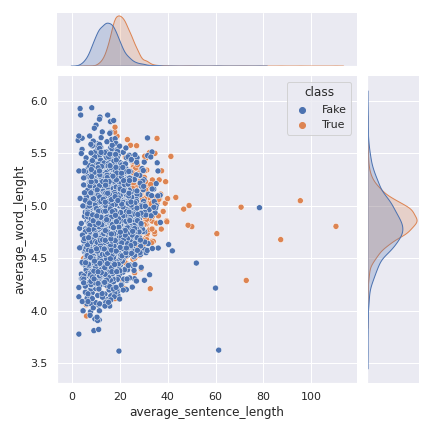 class
Fake
True
6.0
5.5
5.0
4.5
4.0
3.5
average_word_lenght
0 20 40 60 80 100
average_sentence_length